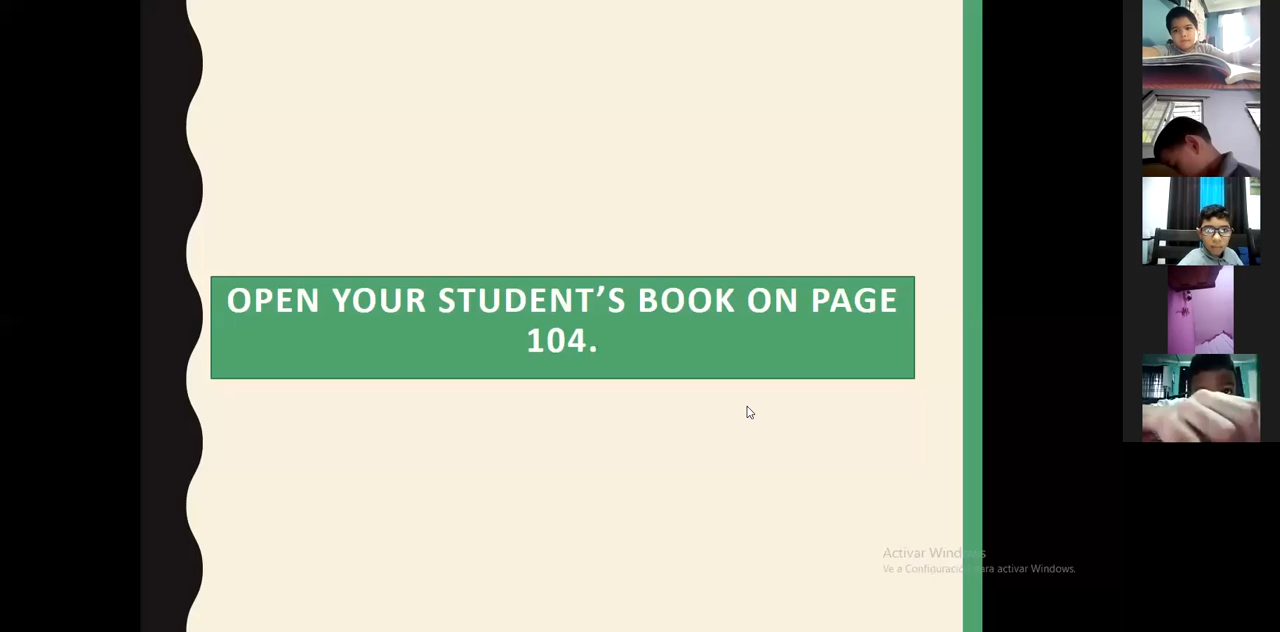 OPEN YOUR STUDENT’S BOOK ON PAGE
104.
Activar Windows
Ve a Configuración para activar Windows.